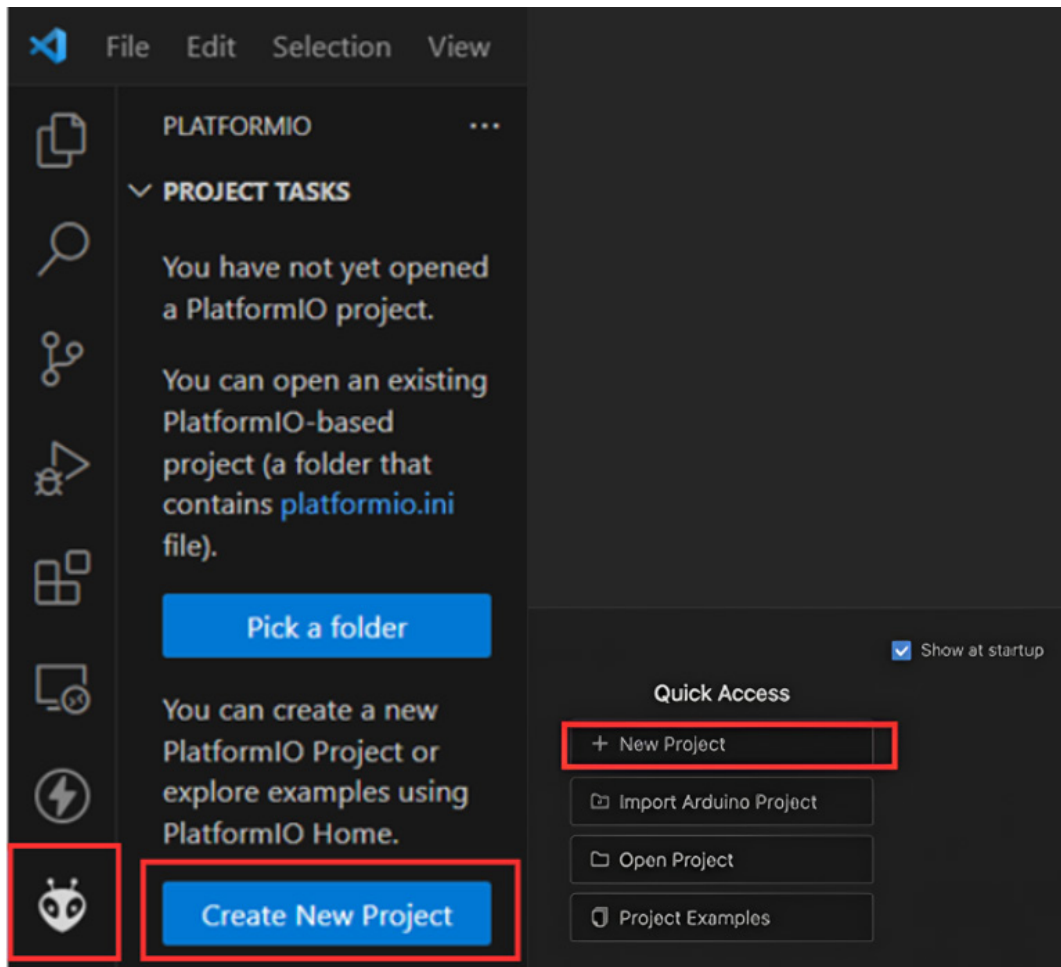 File Edit Selection View
PLATFORMIO
PROJECT TASKS
You have not yet opened
a PlatformIO project.
You can open an existing
PlatformIO-based
project (a folder that
contains platformio.ini
file).
Pick a folder
You can create a new
PlatformIO Project or
explore examples using
PlatformIO Home.
Create New Project
Show at startup
Quick Access
+ New Project
Import Arduino Project
Open Project
Project Examples